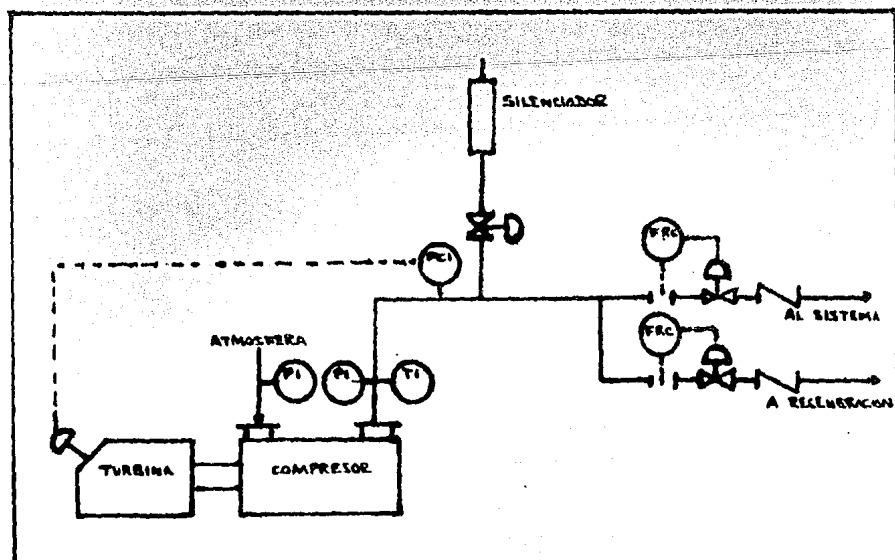 SILENCIADOR
FRC
PCI
AL SISTEMA
ATMOSFERA
FRC
PI
PI
TI
A REGENERACION
TURBINA
COMPRESOR